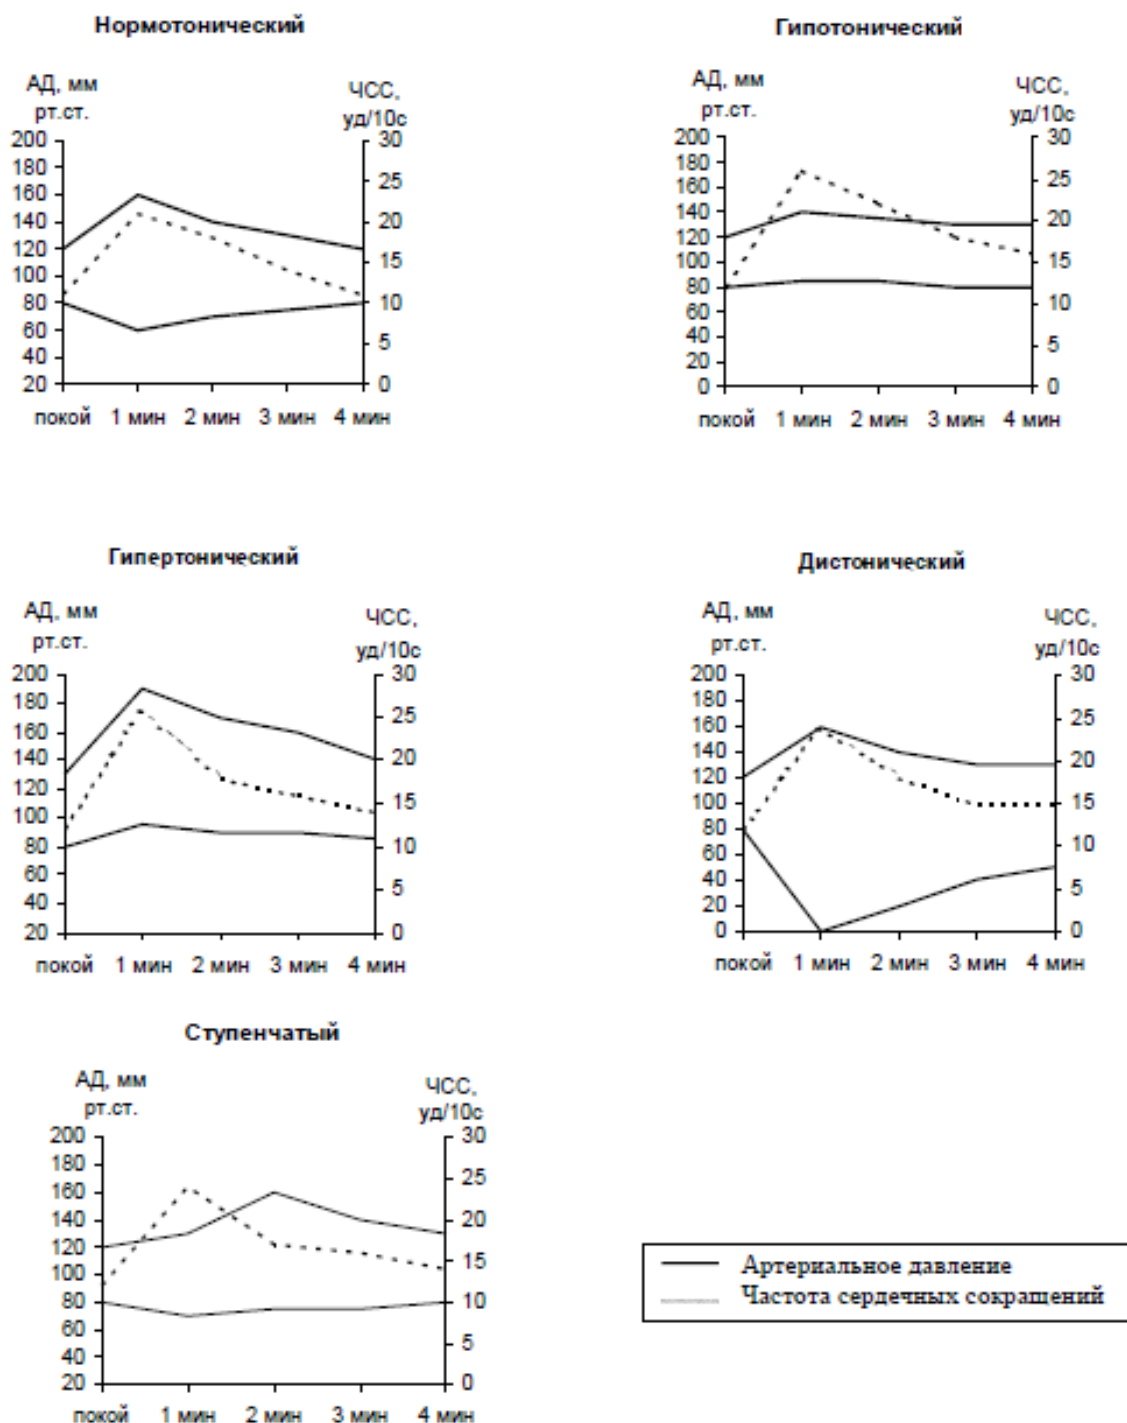 Нормотонический
АД, мм
рт.ст.
ЧСС,
уд/10с
200
180
160
140
120
100
80
60
40
20
30
25
20
15
10
5
0
покой 1 мин 2 мин 3 мин 4 мин
Гипотонический
АД, мм
рт.ст.
ЧСС,
уд/10с
200
180
160
140
120
100
80
60
40
20
0
30
25
20
15
10
5
0
покой 1 мин 2 мин 3 мин 4 мин
Гипертонический
АД, мм
рт.ст.
ЧСС,
уд/10с
200
180
160
140
120
100
80
60
40
20
30
25
20
15
10
5
0
покой 1 мин 2 мин 3 мин 4 мин
Дистонический
АД, мм
рт.ст.
ЧСС,
уд/10с
200
180
160
140
120
100
80
60
40
20
0
30
25
20
15
10
5
0
покой 1 мин 2 мин 3 мин 4 мин
Ступенчатый
АД, мм
рт.ст.
ЧСС,
уд/10с
200
180
160
140
120
100
80
60
40
20
30
25
20
15
10
5
0
покой 1 мин 2 мин 3 мин 4 мин
Артериальное давление
Частота сердечных сокращений